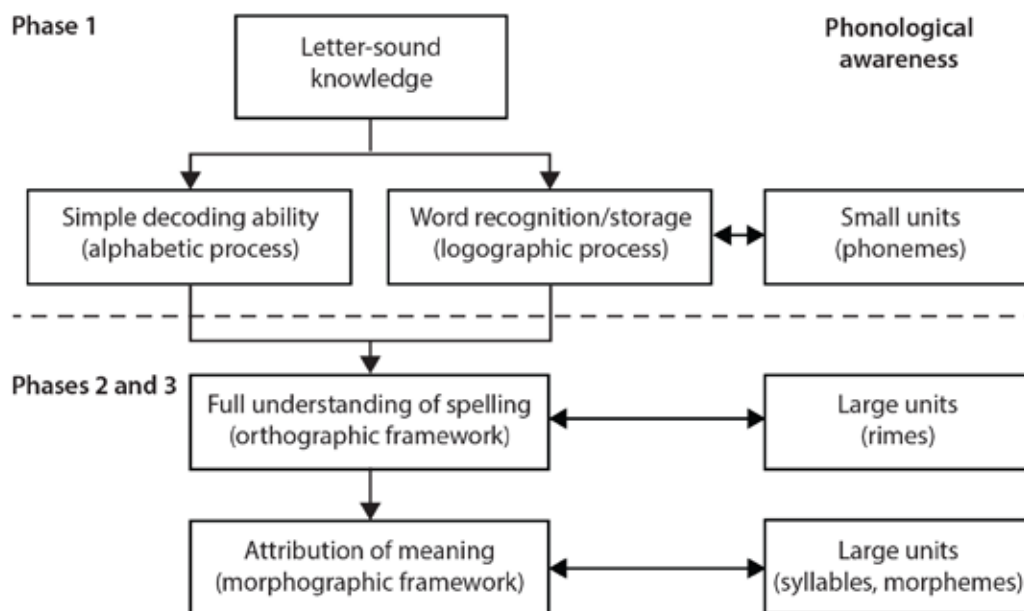 Phase 1
Letter-sound
knowledge
Phonological
awareness
Simple decoding ability
(alphabetic process)
Word recognition/storage
(logographic process)
Small units
(phonemes)
Phases 2 and 3
Full understanding of spelling
(orthographic framework)
Large units
(rimes)
Attribution of meaning
(morphographic framework)
Large units
(syllables, morphemes)